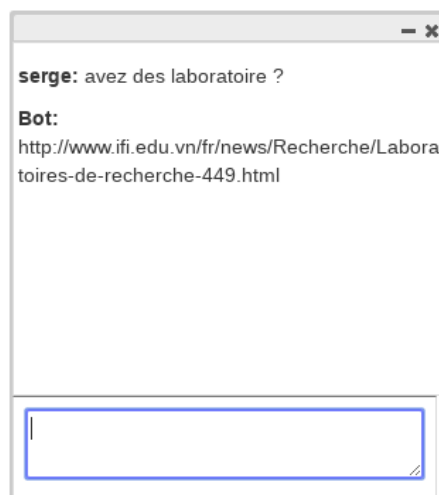 serge: avez des laboratoire ?
Bot:
http://www.ifi.edu.vn/fr/news/Recherche/Labora
toires-de-recherche-449.html